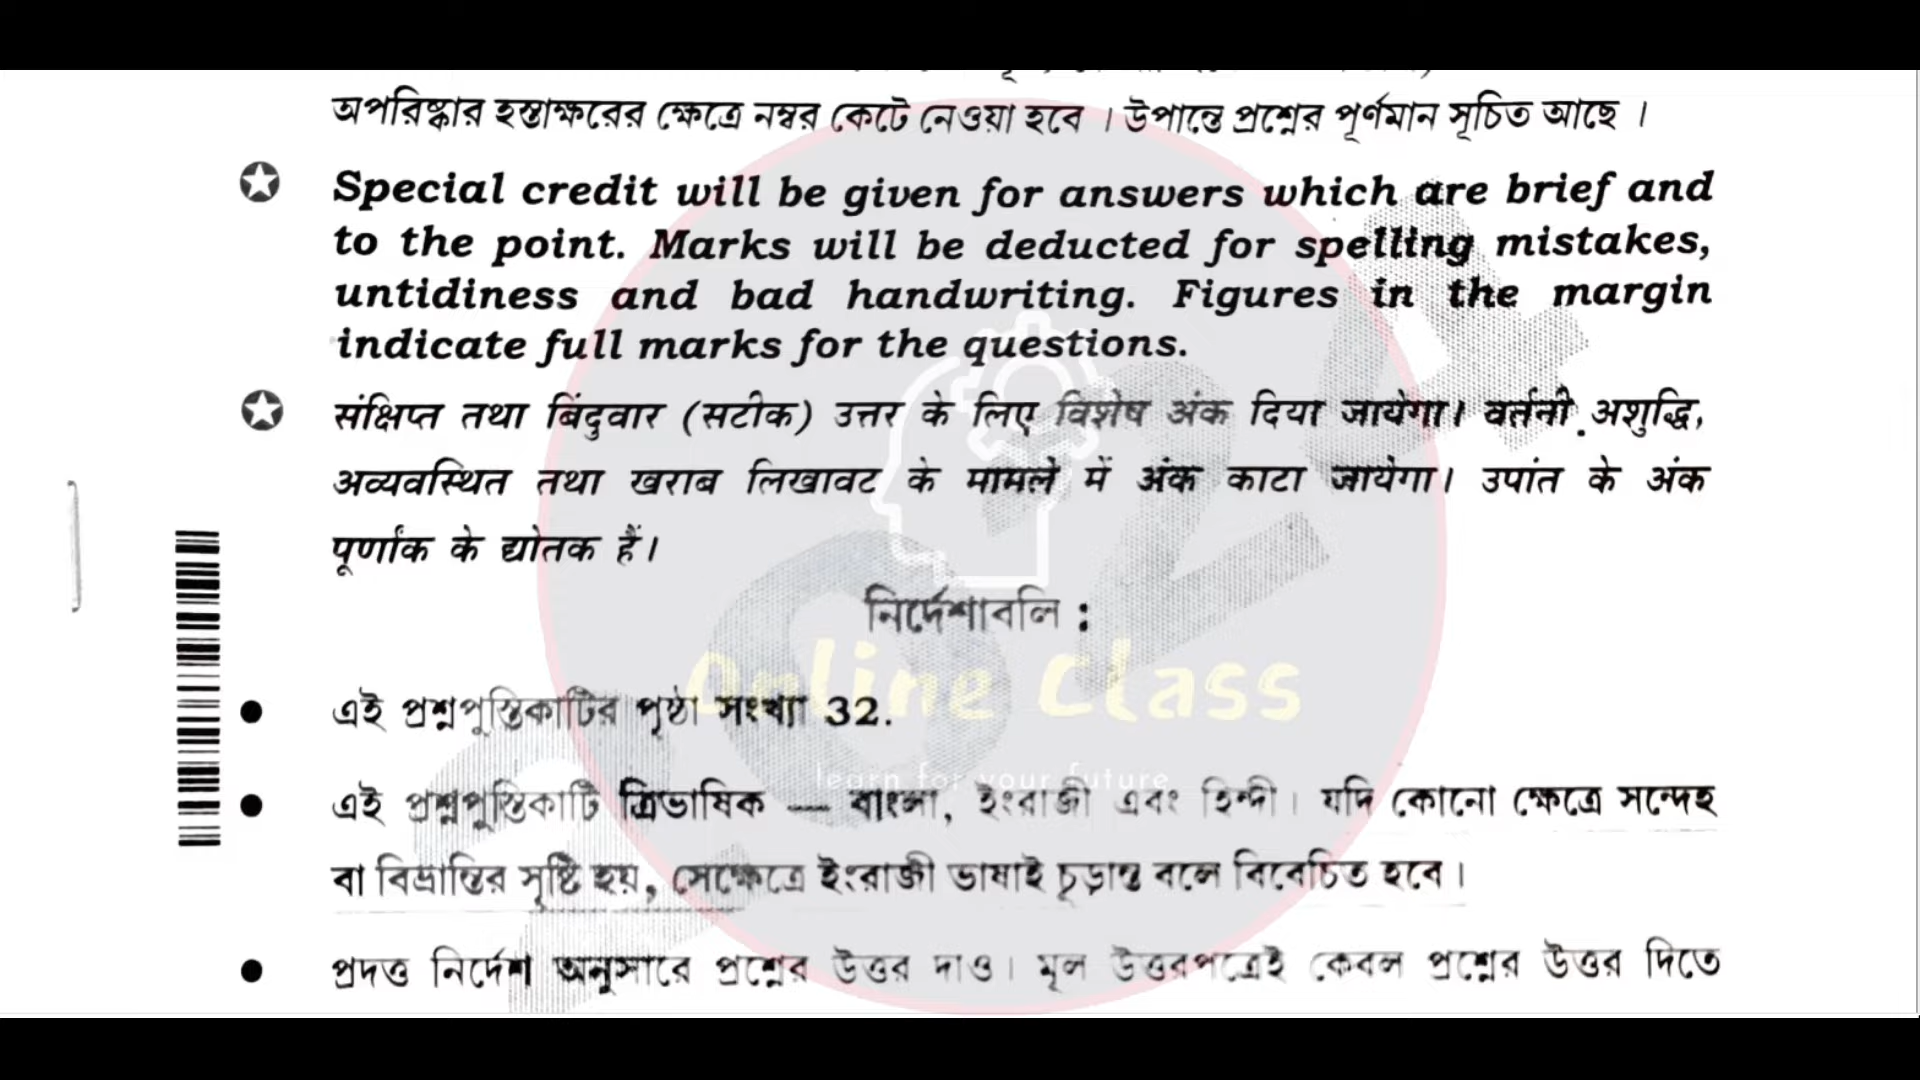 অপরিষ্কার হস্তাক্ষরের ক্ষেত্রে নম্বর কেটে নেওয়া হবে । উপান্তে প্রশ্নের পূর্ণমান সূচিত আছে ।
Special credit will be given for answers which are brief and
to the point. Marks will be deducted for spelling mistakes,
untidiness and bad handwriting. Figures in the margin
indicate full marks for the questions.
संक्षिप्त तथा बिंदुवार (सटीक) उत्तर के लिए विशेष अंक दिया जायेगा। वर्तनी अशुद्धि,
अव्यवस्थित तथा खराब लिखावट के मामले में अंक काटा जायेगा। उपांत के अंक
पूर्णांक के द्योतक हैं।
নির্দেশাবলি :
Online Class
● এই প্রশ্নপুস্তিকাটির পৃষ্ঠা সংখ্যা 32.
learn for your future
● এই প্রশ্নপুস্তিকাটি ত্রিভাষিক — বাংলা, ইংরাজী এবং হিন্দী। যদি কোনো ক্ষেত্রে সন্দেহ
বা বিভ্রান্তির সৃষ্টি হয়, সেক্ষেত্রে ইংরাজী ভাষাই চূড়ান্ত বলে বিবেচিত হবে ।
● প্রদত্ত নির্দেশ অনুসারে প্রশ্নের উত্তর দাও । মূল উত্তরপত্রেই কেবল প্রশ্নের উত্তর দিতে